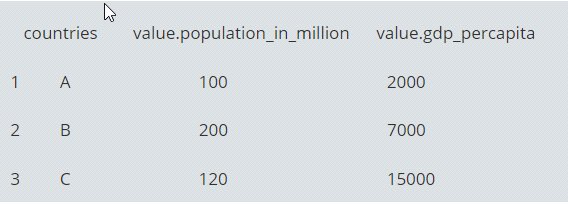 countries value.population_in_million value.gdp_percapita
1 A 100 2000
2 B 200 7000
3 C 120 15000